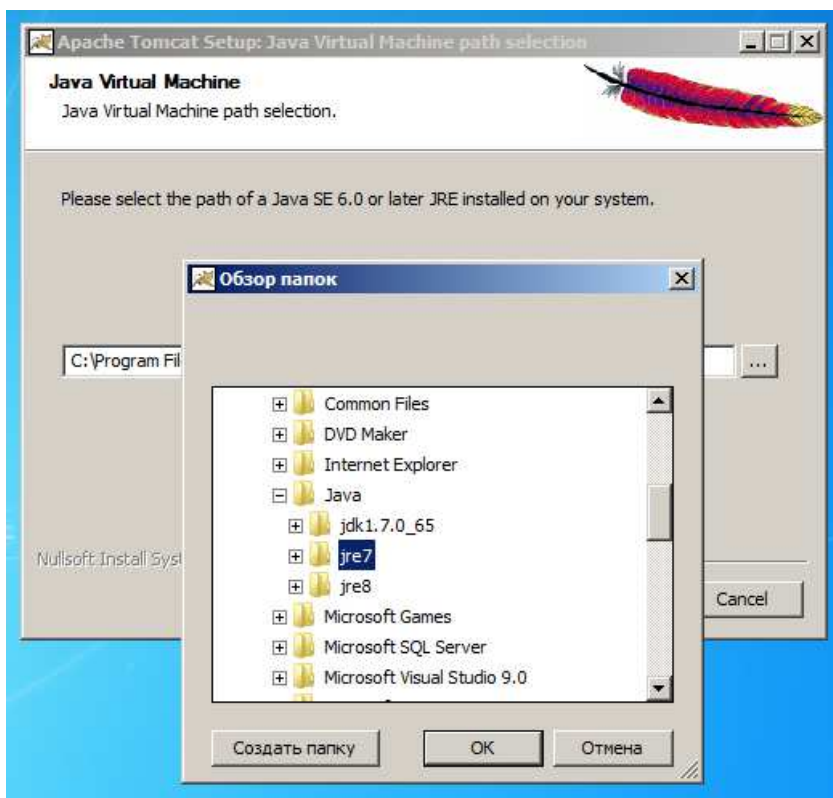 Apache Tomcat Setup: Java Virtual Machine path selection
Java Virtual Machine
Java Virtual Machine path selection.
Please select the path of a Java SE 6.0 or later JRE installed on your system.
Обзор папок
C:\Program Fil
...
Common Files
DVD Maker
Internet Explorer
Java
jdk1.7.0_65
jre7
jre8
Microsoft Games
Microsoft SQL Server
Microsoft Visual Studio 9.0
Nullsoft Install Syst
Cancel
Создать папку
OK
Отмена